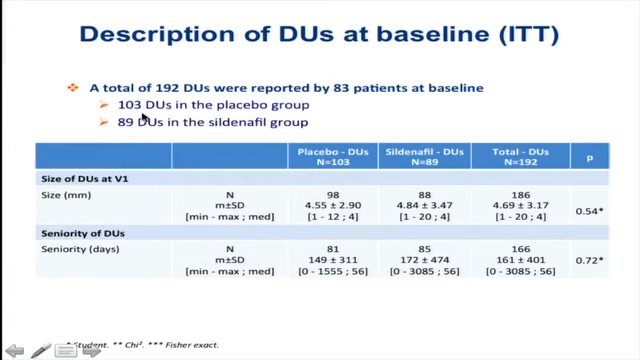 Description of DUs at baseline (ITT)
A total of 192 DUs were reported by 83 patients at baseline
103 DUs in the placebo group
89 DUs in the sildenafil group
Placebo - DUs Sildenafil - DUs Total - DUs p
N=103 N=89 N=192
Size of DUs at V1
Size (mm) N 98 88 186 0.54*
m±SD 4.55 ± 2.90 4.84 ± 3.47 4.69 ± 3.17
[min - max ; med] [1 - 12 ; 4] [1 - 20 ; 4] [1 - 20 ; 4]
Seniority of DUs
Seniority (days) N 81 85 166 0.72*
m±SD 149 ± 311 172 ± 474 161 ± 401
[min - max ; med] [0 - 1555 ; 56] [0 - 3085 ; 56] [0 - 3085 ; 56]
* Student. ** Chi². *** Fisher exact.